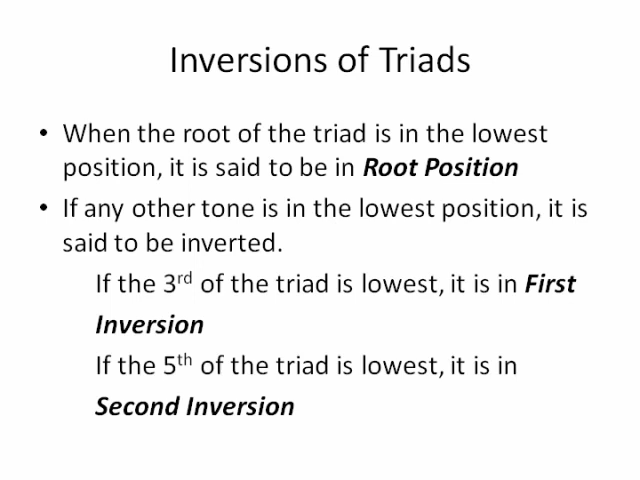 Inversions of Triads
• When the root of the triad is in the lowest
position, it is said to be in Root Position
• If any other tone is in the lowest position, it is
said to be inverted.
If the 3rd of the triad is lowest, it is in First
Inversion
If the 5th of the triad is lowest, it is in
Second Inversion